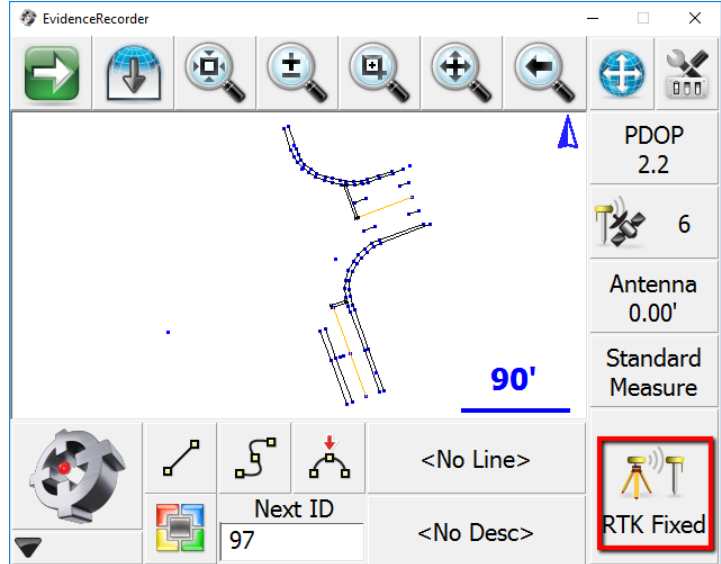 EvidenceRecorder
PDOP
2.2
6
Antenna
0.00'
Standard
Measure
90'
<No Line>
RTK Fixed
Next ID
97
<No Desc>